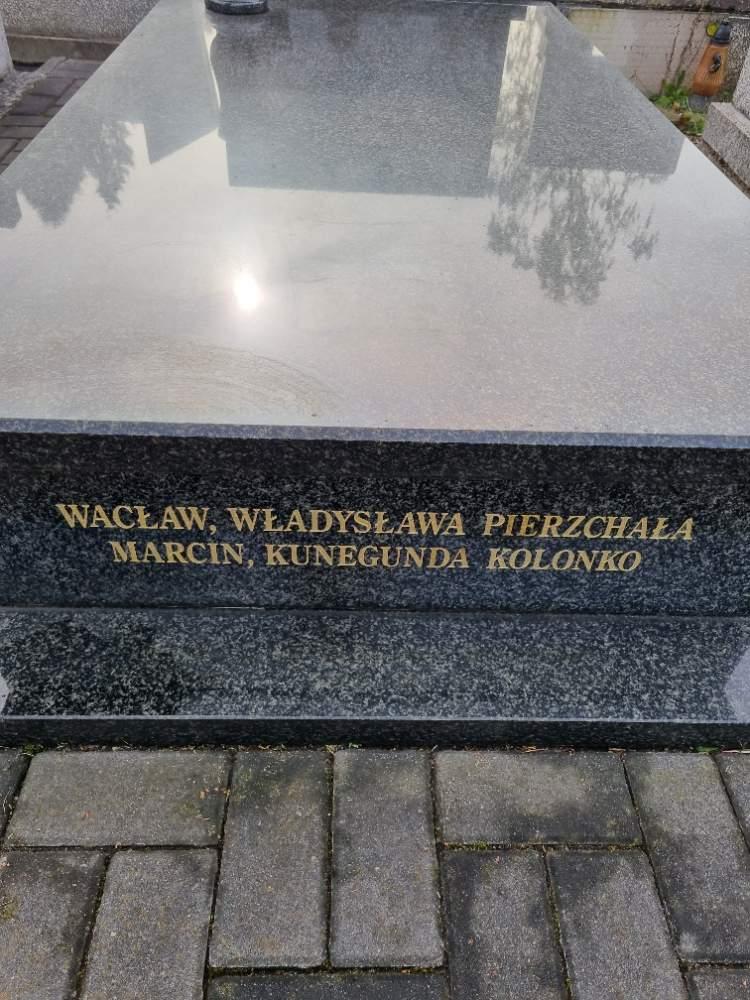 WACŁAW, WŁADYSŁAWA PIERZCHAŁA
MARCIN, KUNEGUNDA KOLONKO